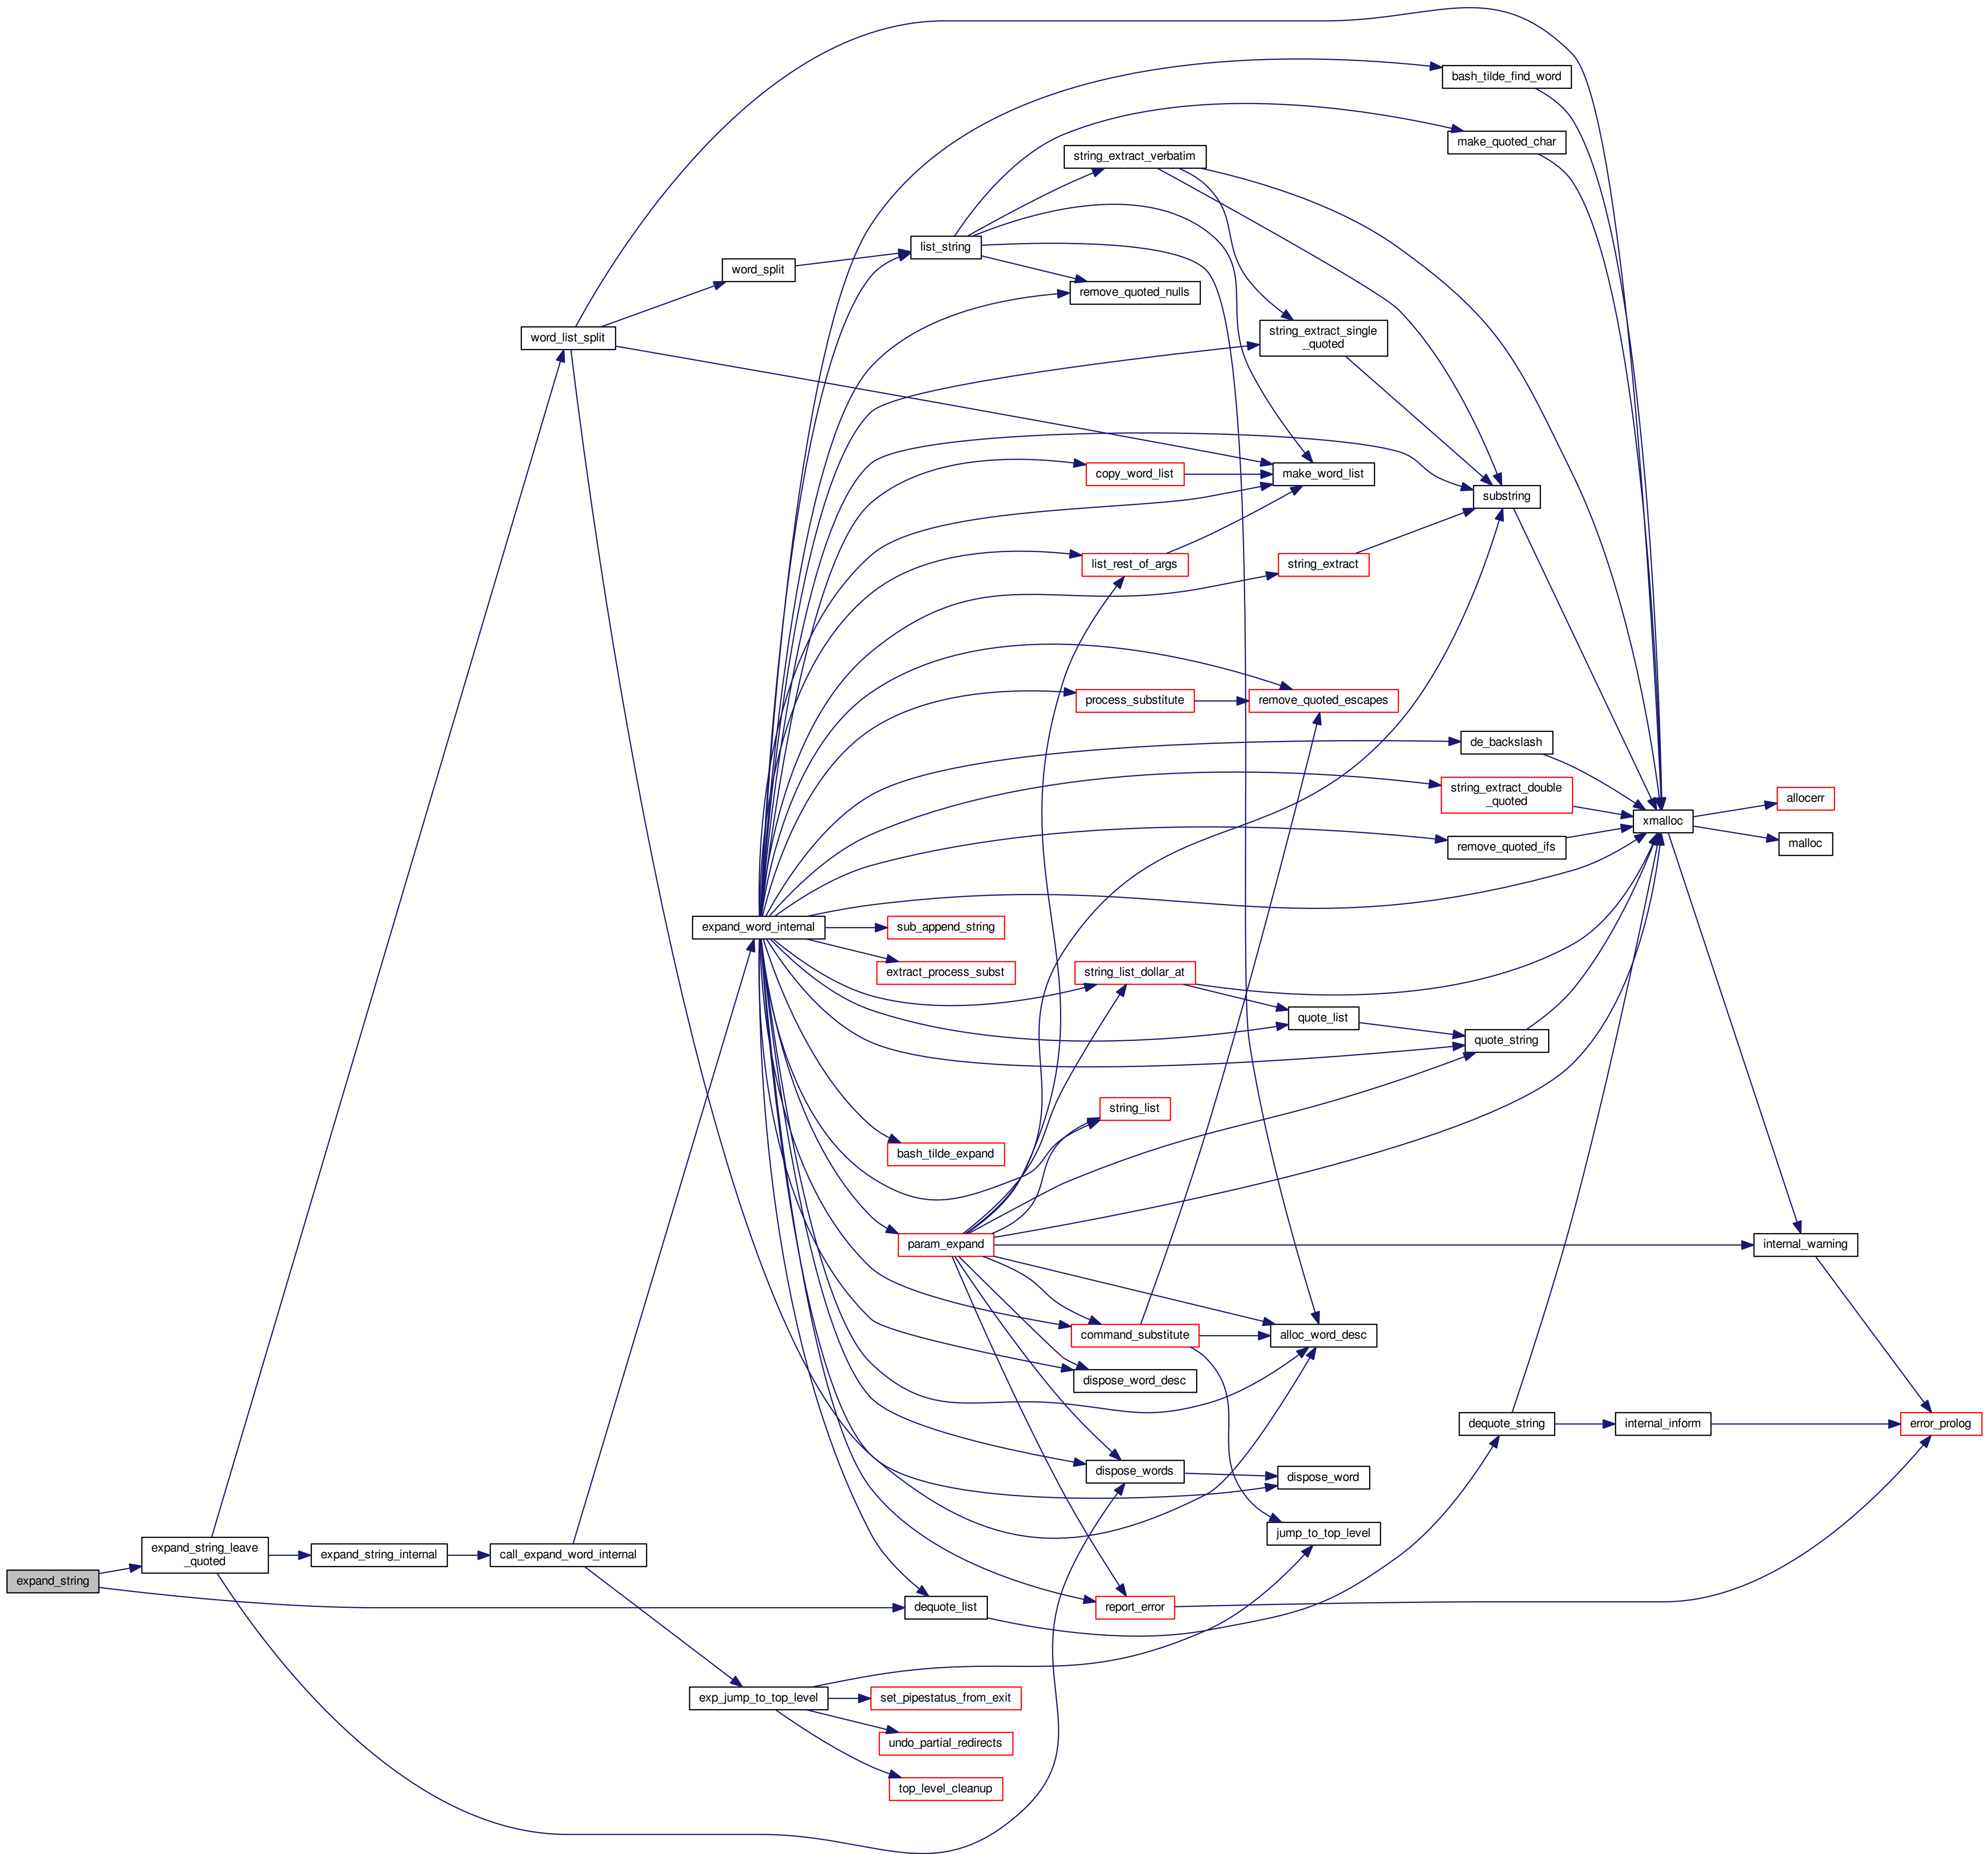 bash_tilde_find_word
make_quoted_char
string_extract_verbatim
list_string
word_split
remove_quoted_nulls
word_list_split
string_extract_single
_quoted
copy_word_list
make_word_list
substring
list_rest_of_args
string_extract
process_substitute
remove_quoted_escapes
de_backslash
string_extract_double
_quoted
allocerr
xmalloc
malloc
remove_quoted_ifs
expand_word_internal
sub_append_string
extract_process_subst
string_list_dollar_at
quote_list
quote_string
string_list
bash_tilde_expand
param_expand
internal_warning
command_substitute
alloc_word_desc
dispose_word_desc
dequote_string
internal_inform
error_prolog
dispose_words
dispose_word
jump_to_top_level
expand_string_leave
_quoted
expand_string_internal
call_expand_word_internal
expand_string
dequote_list
report_error
exp_jump_to_top_level
set_pipestatus_from_exit
undo_partial_redirects
top_level_cleanup